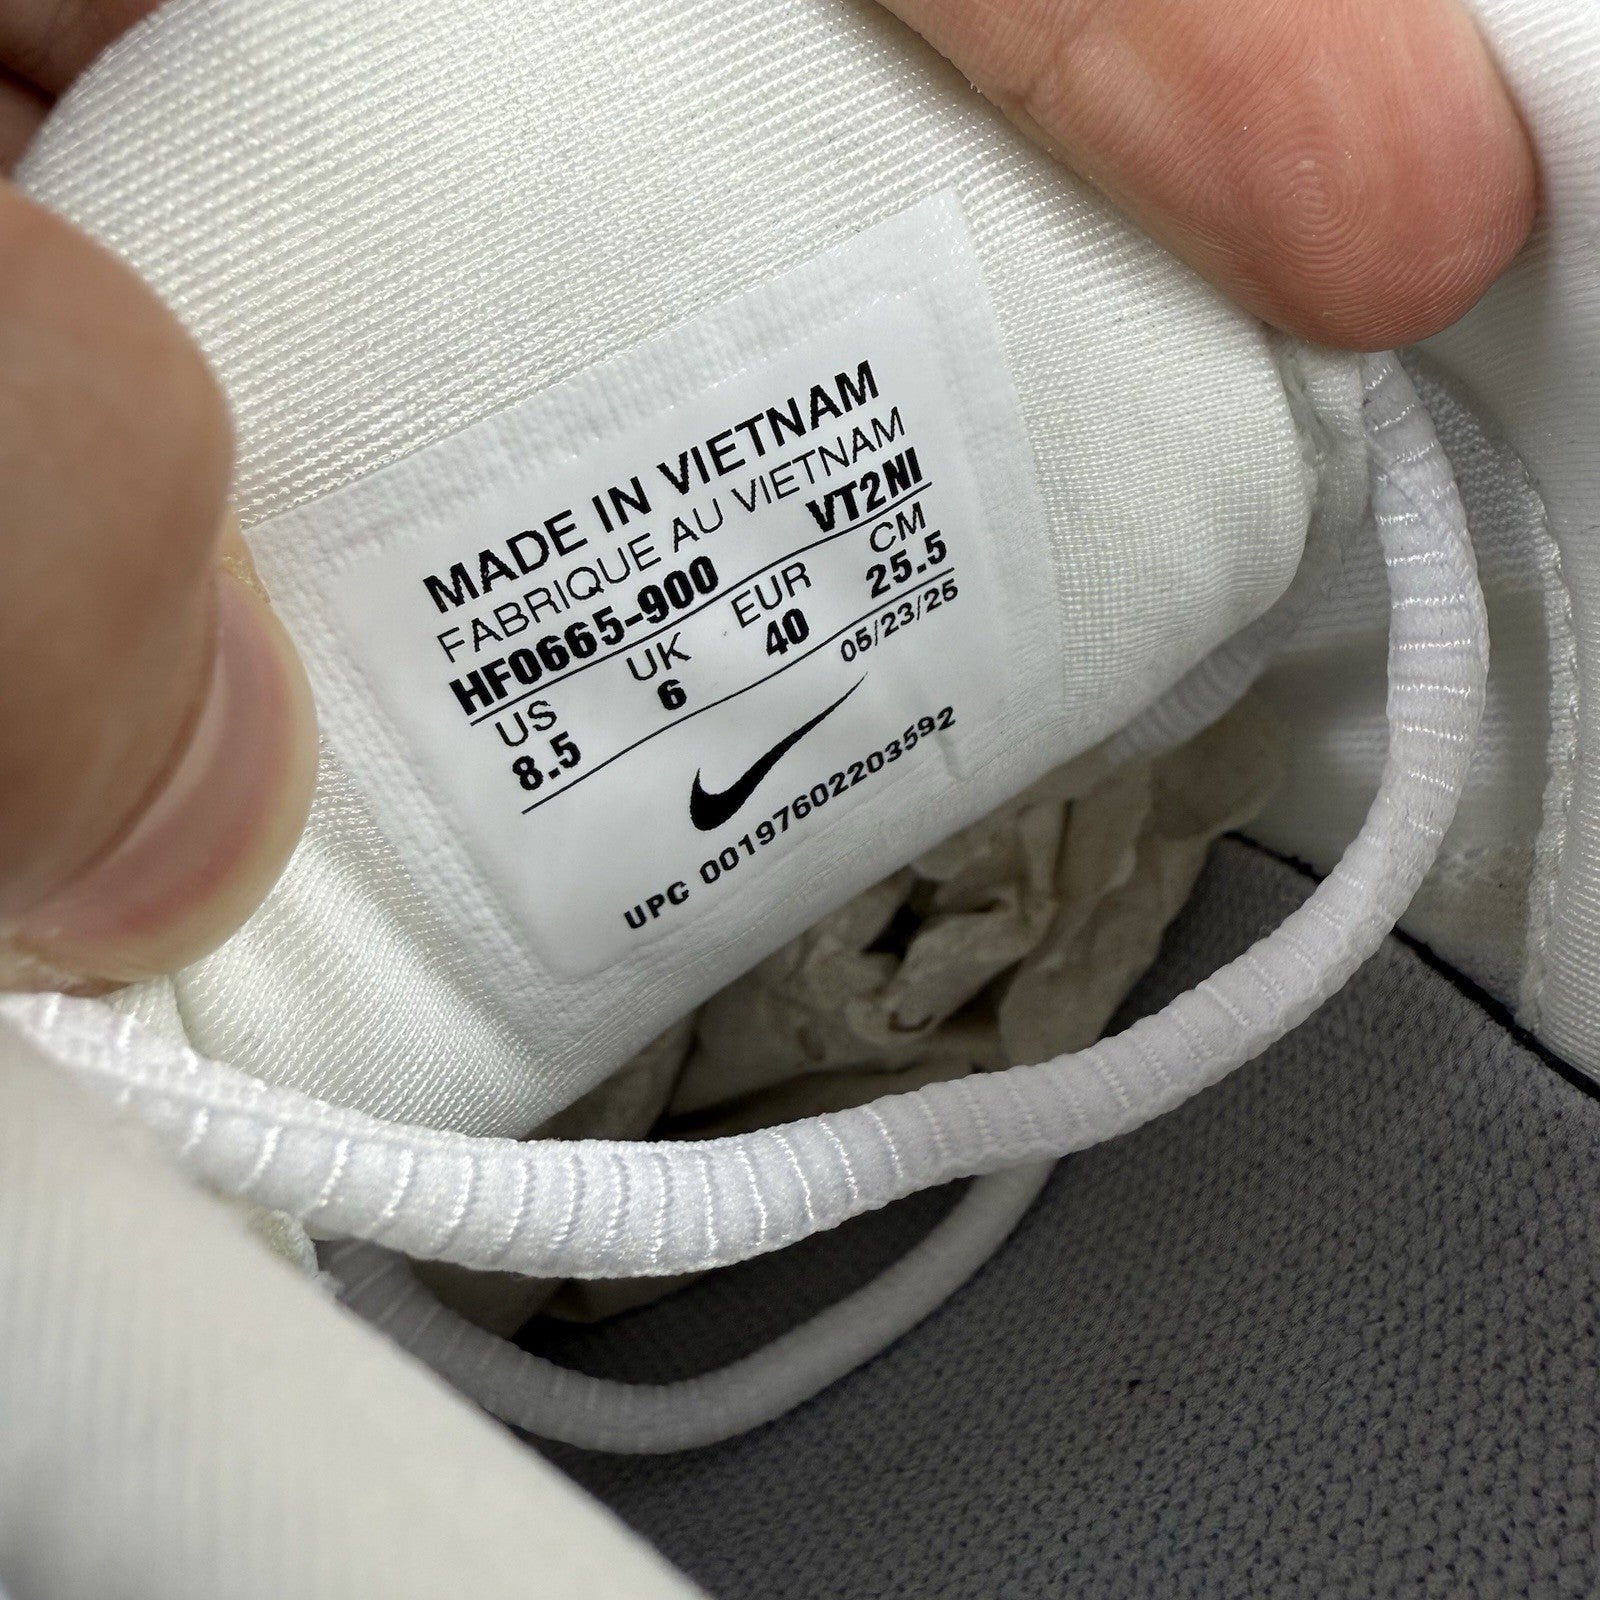 MADE IN VIETNAM
FABRIQUE AU VIETNAM
HF0665-900 VT2NI
US UK EUR CM
8.5 6 40 25.5
05/23/25
UPC 00197602203592